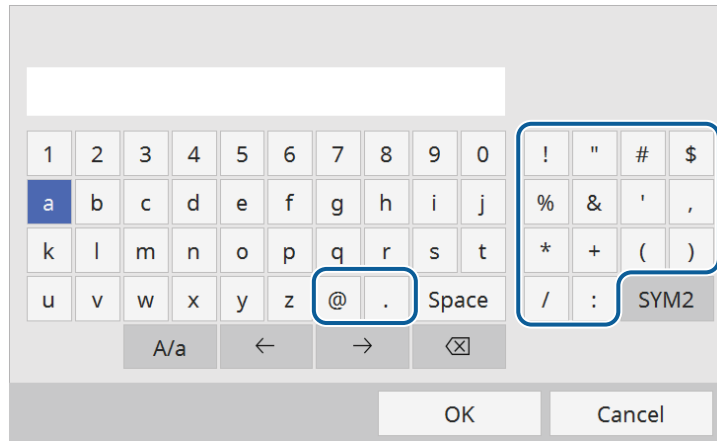 1 2 3 4 5 6 7 8 9 0 ! " # $
a b c d e f g h i j % & ' ,
k l m n o p q r s t * + ( )
u v w x y z @ . Space / : SYM2
A/a ← → ⌫
OK Cancel